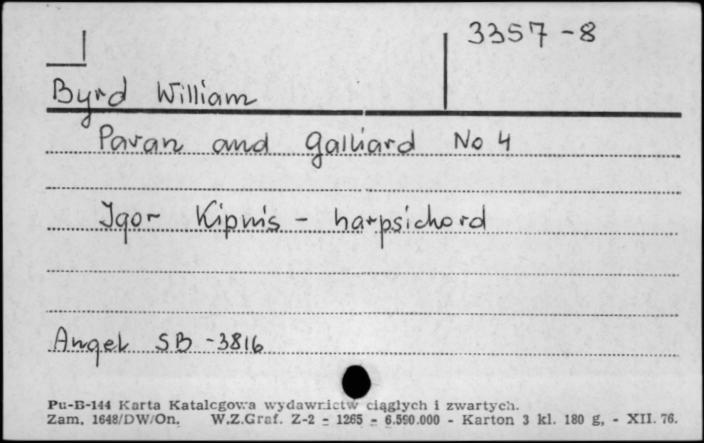 3357-8
Byrd William
Pavan and galliard No 4
Igor Kipnis - harpsichord
Angel SB-3816
Pu-B-144 Karta Katalogowa wydawnictw ciągłych i zwartych.
Zam. 1648/DW/On. W.Z.Graf. Z-2 - 1265 - 6.590.000 - Karton 3 kl. 180 g. - XII. 76.